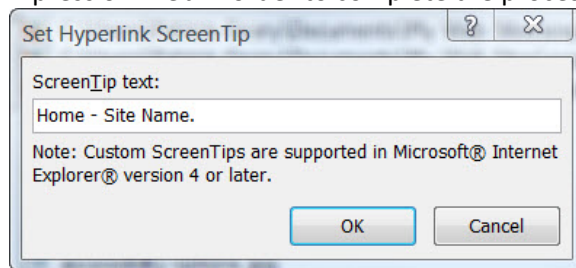 Set Hyperlink ScreenTip
ScreenTip text:
Home - Site Name.
Note: Custom ScreenTips are supported in Microsoft® Internet
Explorer® version 4 or later.
OK
Cancel